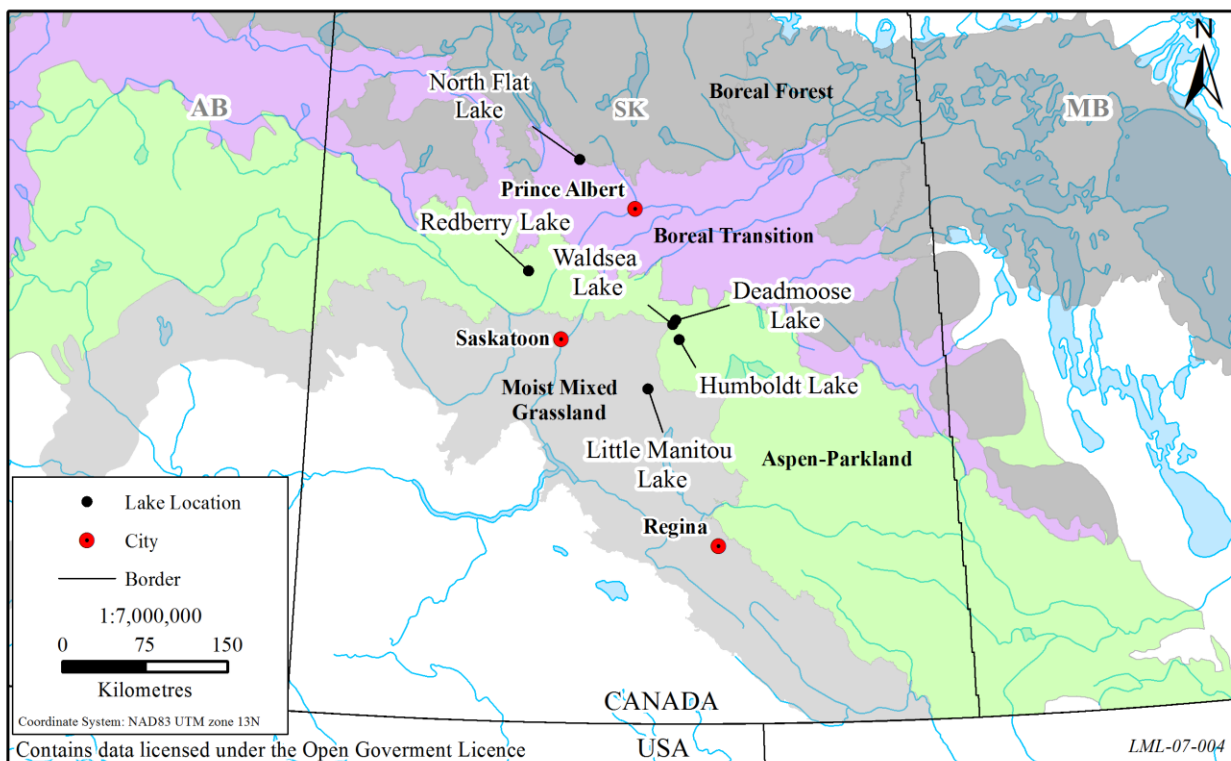 N
North Flat
Lake
Boreal Forest
AB
SK
MB
Prince Albert
Redberry Lake
Boreal Transition
Waldsea
Lake
Deadmoose
Lake
Saskatoon
Humboldt Lake
Moist Mixed
Grassland
Little Manitou
Lake
Aspen-Parkland
Regina
Lake Location
City
Border
1:7,000,000
0 75 150
Kilometres
Coordinate System: NAD83 UTM zone 13N
CANADA
USA
Contains data licensed under the Open Goverment Licence
LML-07-004